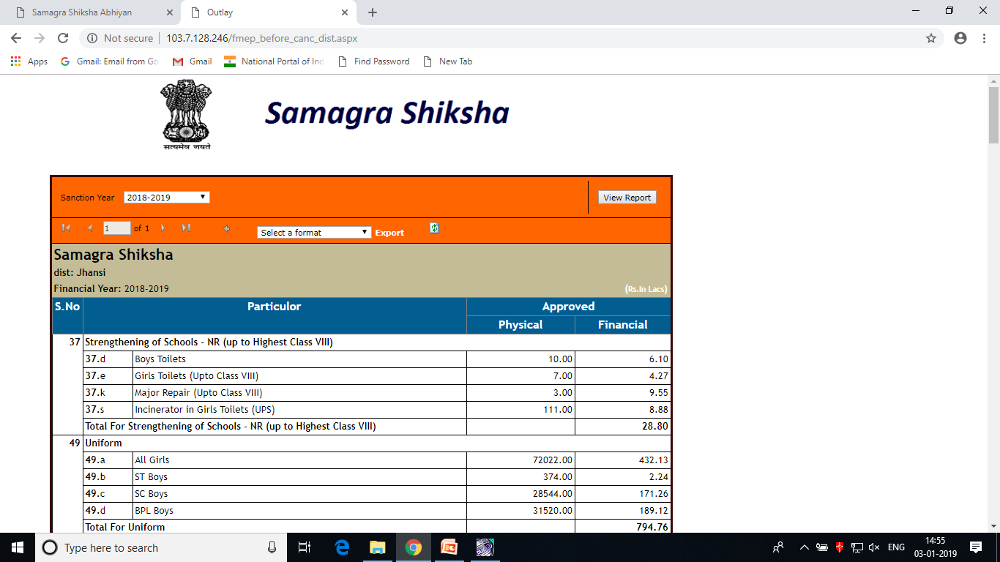 Samagra Shiksha Abhiyan
Outlay
Not secure
103.7.128.246/fmep_before_canc_dist.aspx
Apps
Gmail: Email from Go
Gmail
National Portal of Ind
Find Password
New Tab
सत्यमेव जयते
Samagra Shiksha
Sanction Year 2018-2019 View Report
1 of 1 Select a format Export
Samagra Shiksha
dist: Jhansi
Financial Year: 2018-2019 (Rs.In Lacs)
S.No Particulor Approved
Physical Financial
37 Strengthening of Schools - NR (up to Highest Class VIII)
37.d Boys Toilets 10.00 6.10
37.e Girls Toilets (Upto Class VIII) 7.00 4.27
37.k Major Repair (Upto Class VIII) 3.00 9.55
37.s Incinerator in Girls Toilets (UPS) 111.00 8.88
Total For Strengthening of Schools - NR (up to Highest Class VIII) 28.80
49 Uniform
49.a All Girls 72022.00 432.13
49.b ST Boys 374.00 2.24
49.c SC Boys 28544.00 171.26
49.d BPL Boys 31520.00 189.12
Total For Uniform 794.76
Type here to search
ENG
14:55
03-01-2019